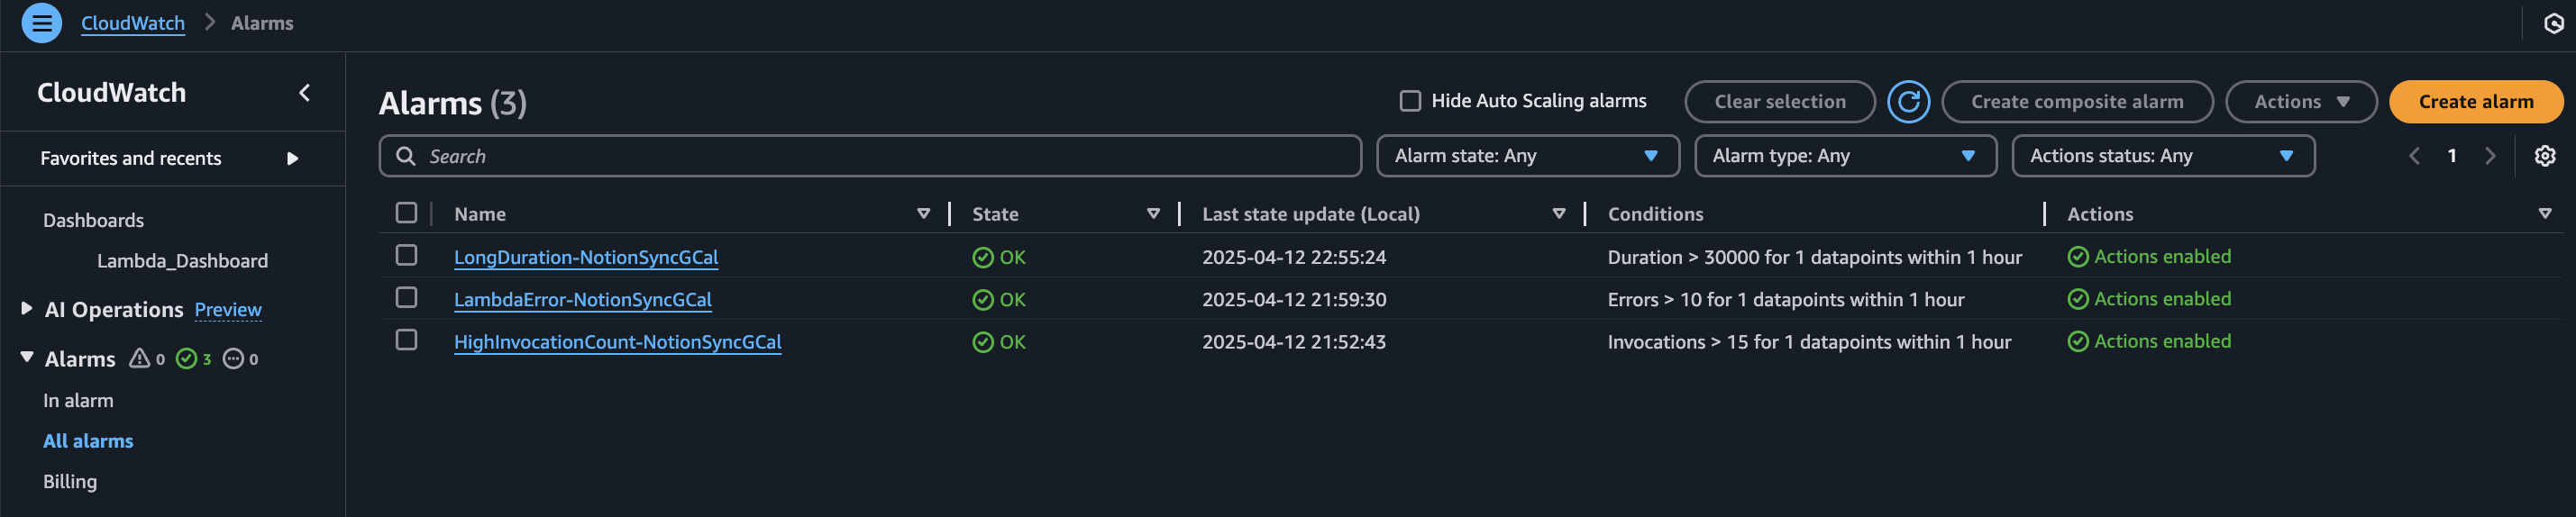 CloudWatch > Alarms
CloudWatch
Favorites and recents
Dashboards
Lambda_Dashboard
AI Operations Preview
Alarms 0 3 0
In alarm
All alarms
Billing
Alarms (3)
Hide Auto Scaling alarms
Clear selection
Create composite alarm
Actions
Create alarm
Search
Alarm state: Any
Alarm type: Any
Actions status: Any
1
Name State Last state update (Local) Conditions Actions
LongDuration-NotionSyncGCal OK 2025-04-12 22:55:24 Duration > 30000 for 1 datapoints within 1 hour Actions enabled
LambdaError-NotionSyncGCal OK 2025-04-12 21:59:30 Errors > 10 for 1 datapoints within 1 hour Actions enabled
HighInvocationCount-NotionSyncGCal OK 2025-04-12 21:52:43 Invocations > 15 for 1 datapoints within 1 hour Actions enabled